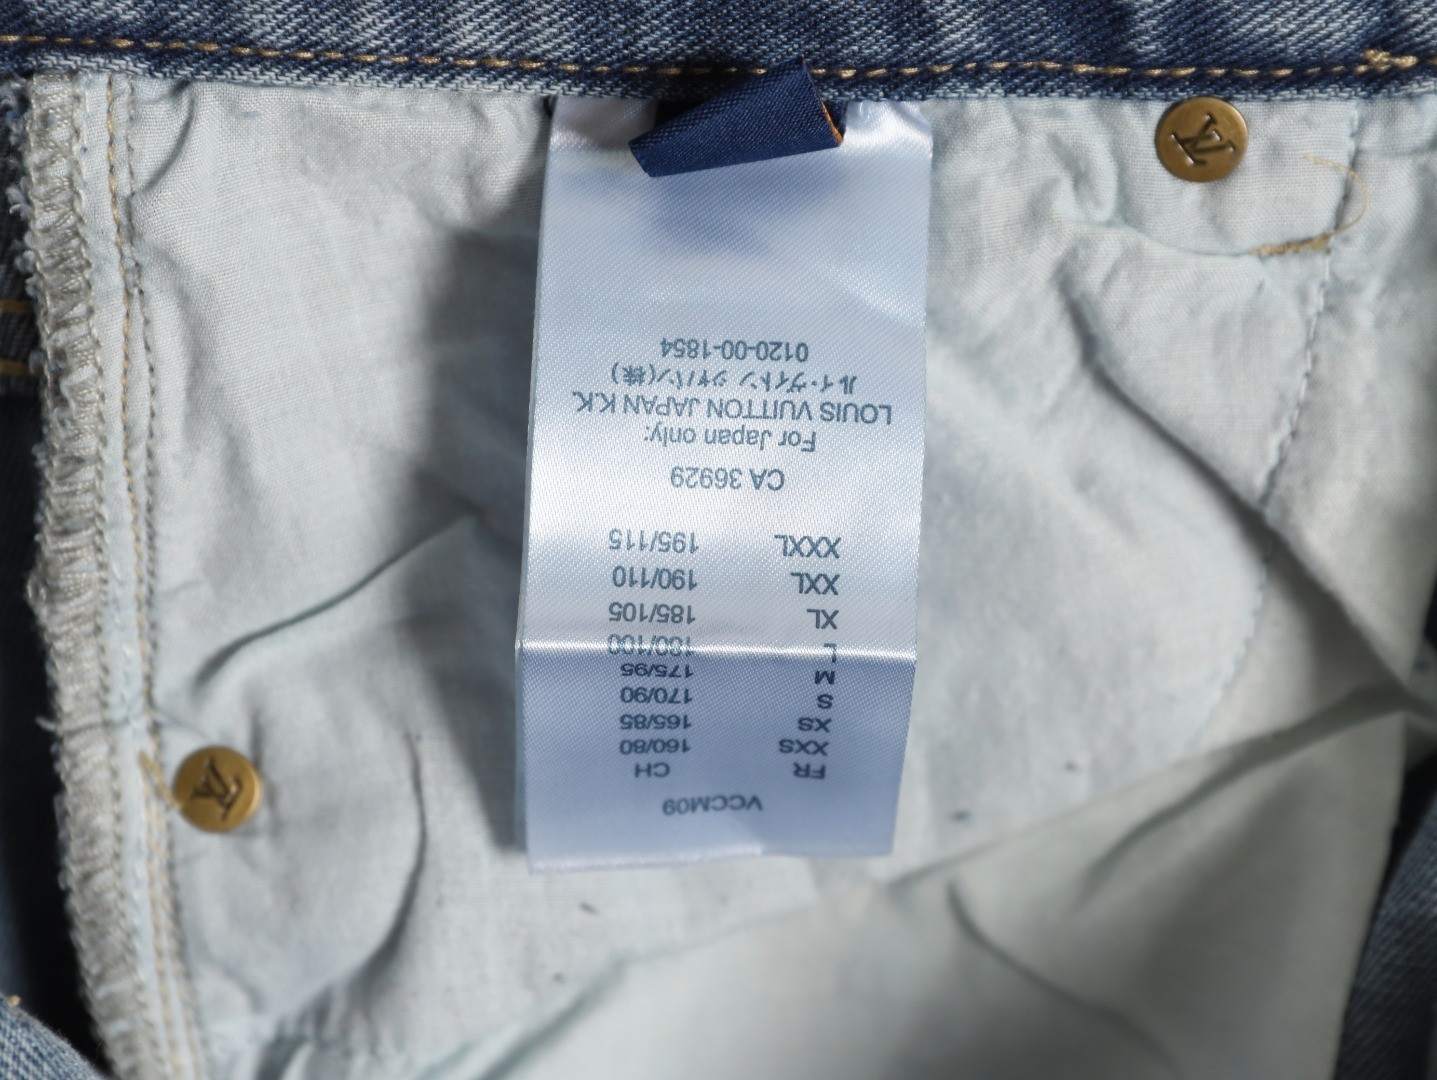 VCCM09
FR CH
XXS 160/80
XS 165/85
S 170/90
M 175/95
L 180/100
XL 185/105
XXL 190/110
XXXL 195/115
CA 36929
For Japan only:
LOUIS VUITTON JAPAN K.K.
ルイ・ヴィトン ジャパン(株)
0120-00-1854
LV
LV